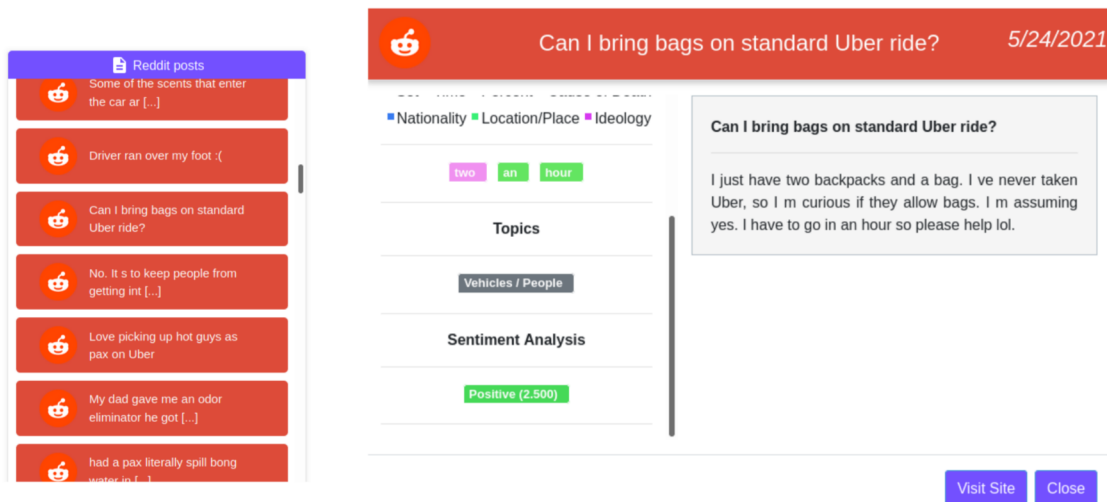 Reddit posts
Some of the scents that enter
the car ar [...]
Driver ran over my foot :(
Can I bring bags on standard
Uber ride?
No. It s to keep people from
getting int [...]
Love picking up hot guys as
pax on Uber
My dad gave me an odor
eliminator he got [...]
had a pax literally spill bong
water in [...]
Can I bring bags on standard Uber ride?
5/24/2021
Nationality Location/Place Ideology
two an hour
Topics
Vehicles / People
Sentiment Analysis
Positive (2.500)
Can I bring bags on standard Uber ride?
I just have two backpacks and a bag. I ve never taken
Uber, so I m curious if they allow bags. I m assuming
yes. I have to go in an hour so please help lol.
Visit Site Close